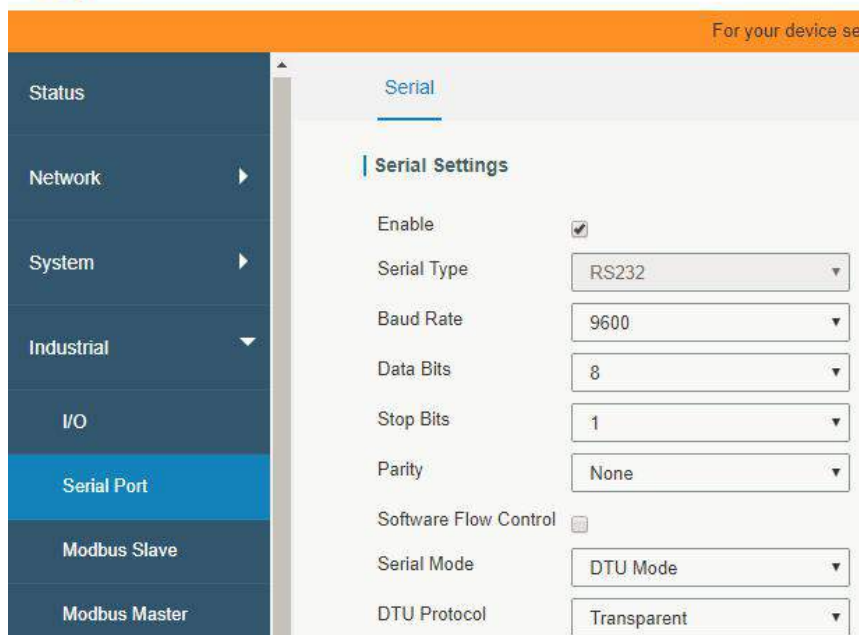 For your device se
Status
Network
System
Industrial
I/O
Serial Port
Modbus Slave
Modbus Master
Serial
Serial Settings
Enable
Serial Type RS232
Baud Rate 9600
Data Bits 8
Stop Bits 1
Parity None
Software Flow Control
Serial Mode DTU Mode
DTU Protocol Transparent